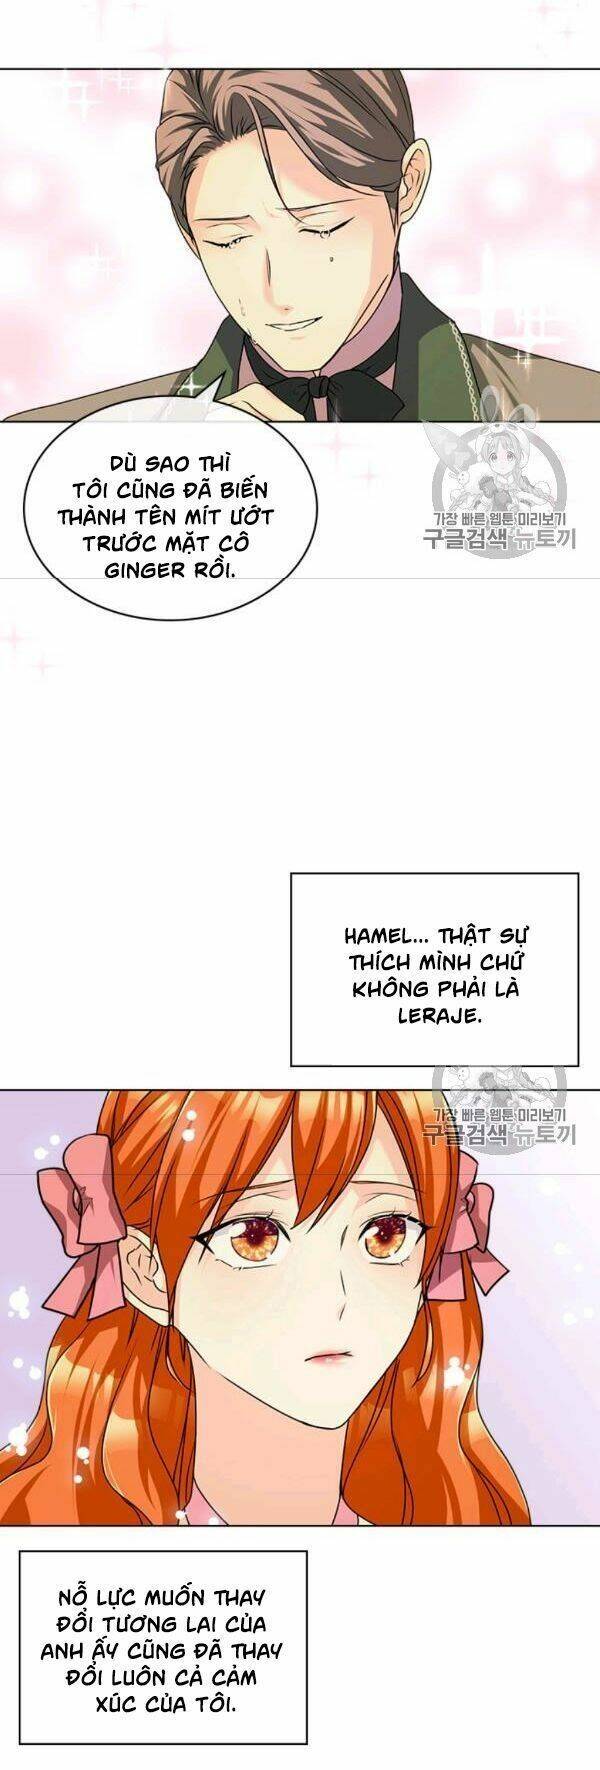 DÙ SAO THÌ
TÔI CŨNG ĐÃ BIẾN
THÀNH TÊN MÍT ƯỚT
TRƯỚC MẶT CÔ
GINGER RỒI.
가장 빠른 웹툰 미리보기
구글검색 뉴토끼
HAMEL... THẬT SỰ
THÍCH MÌNH CHỨ
KHÔNG PHẢI LÀ
LERAJE.
가장 빠른 웹툰 미리보기
구글검색 뉴토끼
NỖ LỰC MUỐN THAY
ĐỔI TƯƠNG LAI CỦA
ANH ẤY CŨNG ĐÃ THAY
ĐỔI LUÔN CẢ CẢM
XÚC CỦA TÔI.